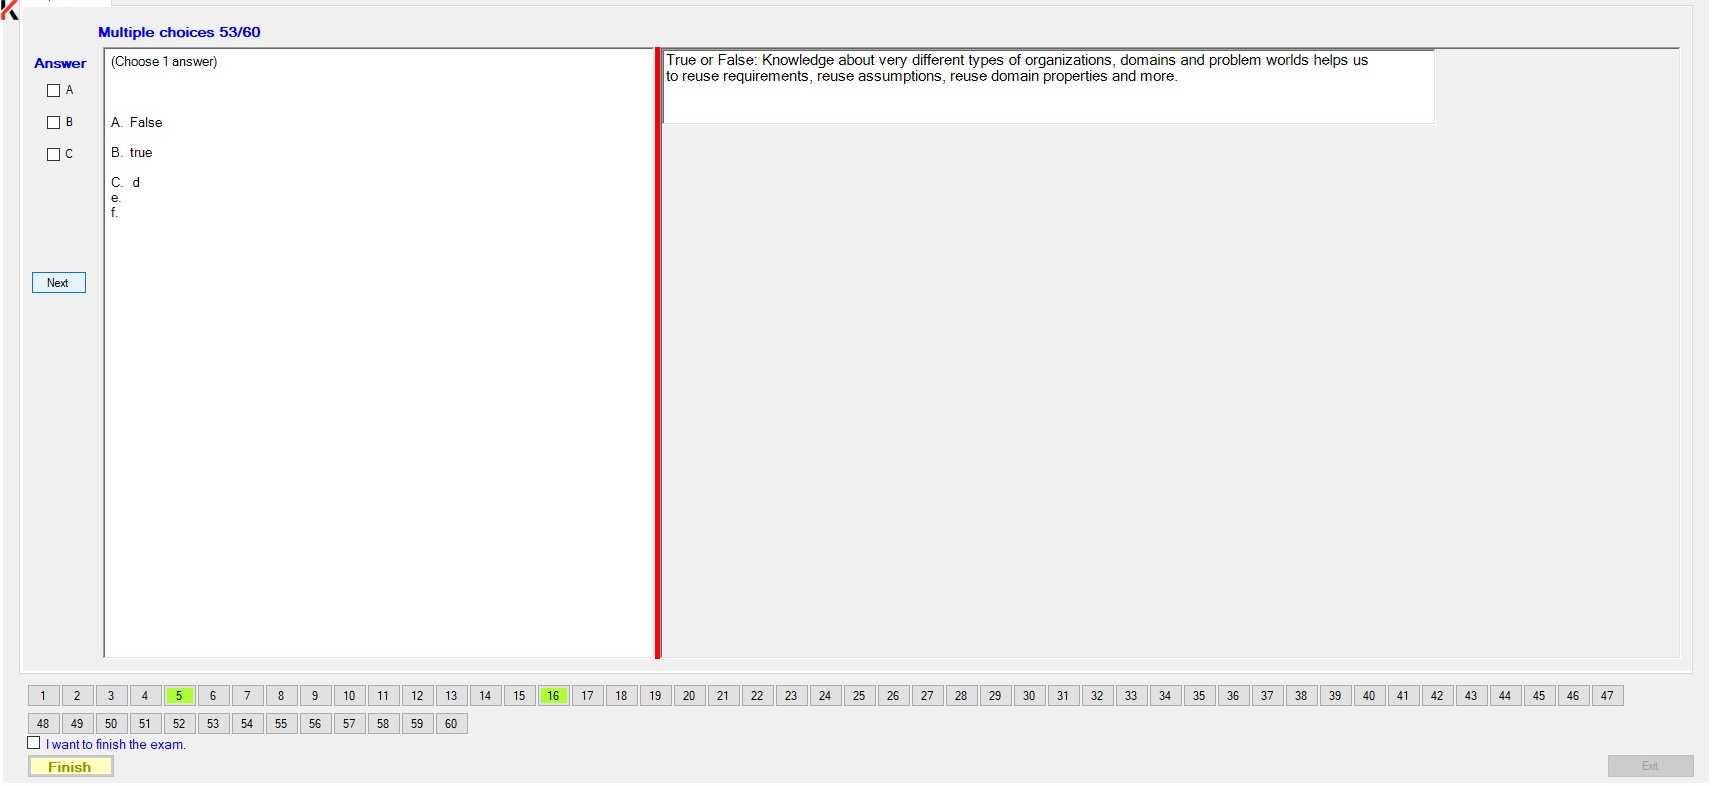 Multiple choices 53/60
Answer
A
B
C
Next
(Choose 1 answer)
A. False
B. true
C. d
e.
f.
True or False: Knowledge about very different types of organizations, domains and problem worlds helps us
to reuse requirements, reuse assumptions, reuse domain properties and more.
1 2 3 4 5 6 7 8 9 10 11 12 13 14 15 16 17 18 19 20 21 22 23 24 25 26 27 28 29 30 31 32 33 34 35 36 37 38 39 40 41 42 43 44 45 46 47
48 49 50 51 52 53 54 55 56 57 58 59 60
I want to finish the exam.
Finish
Exit